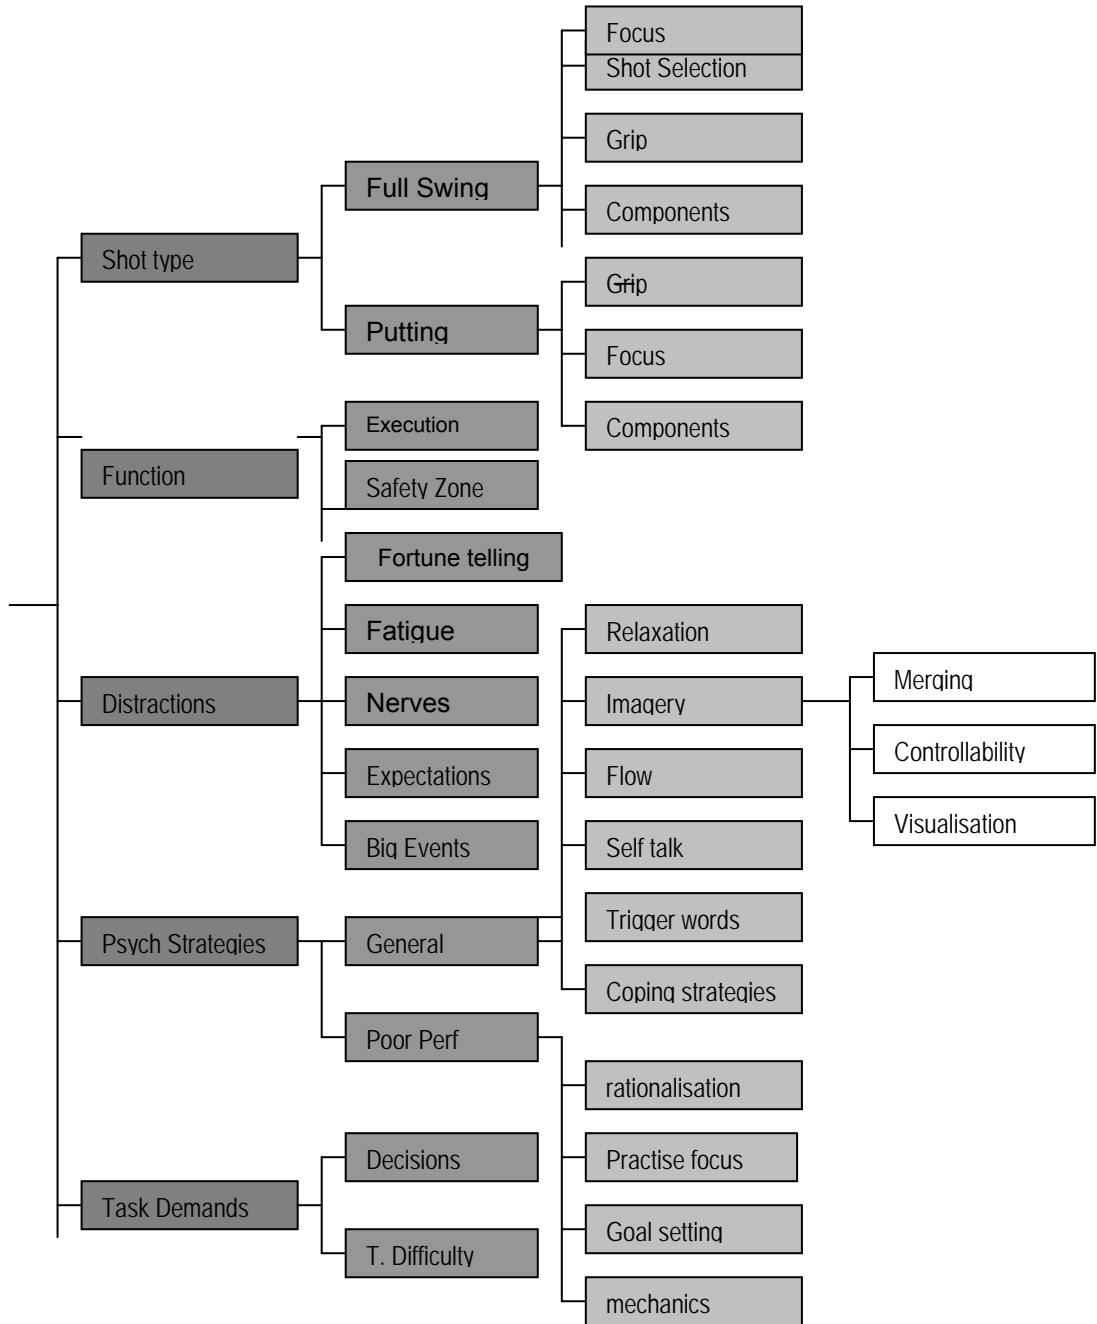 Focus
Shot Selection
Grip
Full Swing
Components
Shot type
Grip
Putting
Focus
Components
Execution
Function
Safety Zone
Fortune telling
Fatigue
Relaxation
Distractions
Nerves
Imagery
Merging
Controllability
Visualisation
Expectations
Flow
Big Events
Self talk
Trigger words
Psych Strategies
General
Coping strategies
Poor Perf
rationalisation
Decisions
Practise focus
Task Demands
T. Difficulty
Goal setting
mechanics